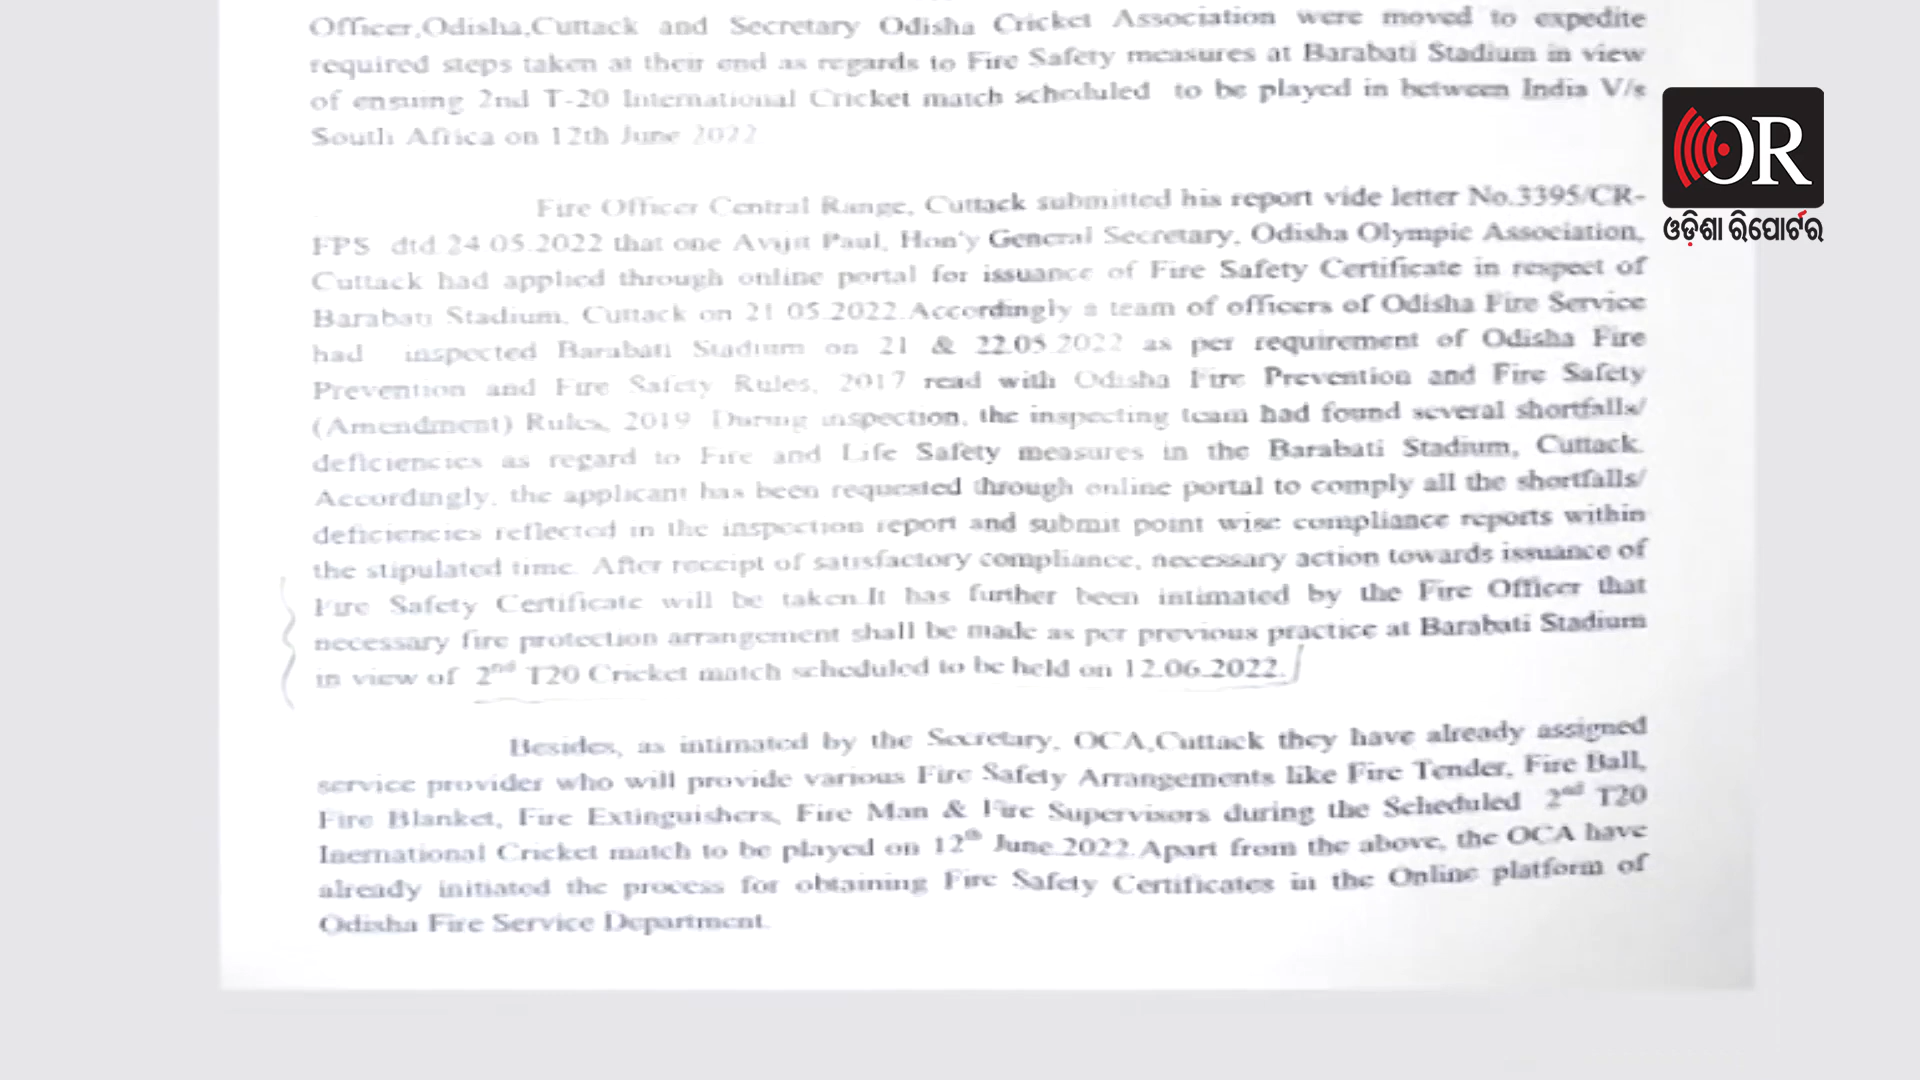 Officer,Odisha,Cuttack and Secretary Odisha Cricket Association were moved to expedite
required steps taken at their end as regards to Fire Safety measures at Barabati Stadium in view
of ensuing 2nd T-20 International Cricket match scheduled to be played in between India V/s
South Africa on 12th June 2022
OR
ଓଡ଼ିଶା ରିପୋର୍ଟର
Fire Officer Central Range, Cuttack submitted his report vide letter No.3395/CR-
FPS dtd 24.05.2022 that one Avijit Paul, Hon'y General Secretary, Odisha Olympic Association,
Cuttack had applied through online portal for issuance of Fire Safety Certificate in respect of
Barabati Stadium, Cuttack on 21.05.2022.Accordingly a team of officers of Odisha Fire Service
had inspected Barabati Stadium on 21 & 22.05.2022 as per requirement of Odisha Fire
Prevention and Fire Safety Rules, 2017 read with Odisha Fire Prevention and Fire Safety
(Amendment) Rules, 2019 During inspection, the inspecting team had found several shortfalls/
deficiencies as regard to Fire and Life Safety measures in the Barabati Stadium, Cuttack.
Accordingly, the applicant has been requested through online portal to comply all the shortfalls/
deficiencies reflected in the inspection report and submit point wise compliance reports within
the stipulated time. After receipt of satisfactory compliance, necessary action towards issuance of
Fire Safety Certificate will be taken.It has further been intimated by the Fire Officer that
necessary fire protection arrangement shall be made as per previous practice at Barabati Stadium
in view of 2nd T20 Cricket match scheduled to be held on 12.06.2022.
Besides, as intimated by the Secretary, OCA,Cuttack they have already assigned
service provider who will provide various Fire Safety Arrangements like Fire Tender, Fire Ball,
Fire Blanket, Fire Extinguishers, Fire Man & Fire Supervisors during the Scheduled 2nd T20
Inernational Cricket match to be played on 12th June.2022.Apart from the above, the OCA have
already initiated the process for obtaining Fire Safety Certificates in the Online platform of
Odisha Fire Service Department.